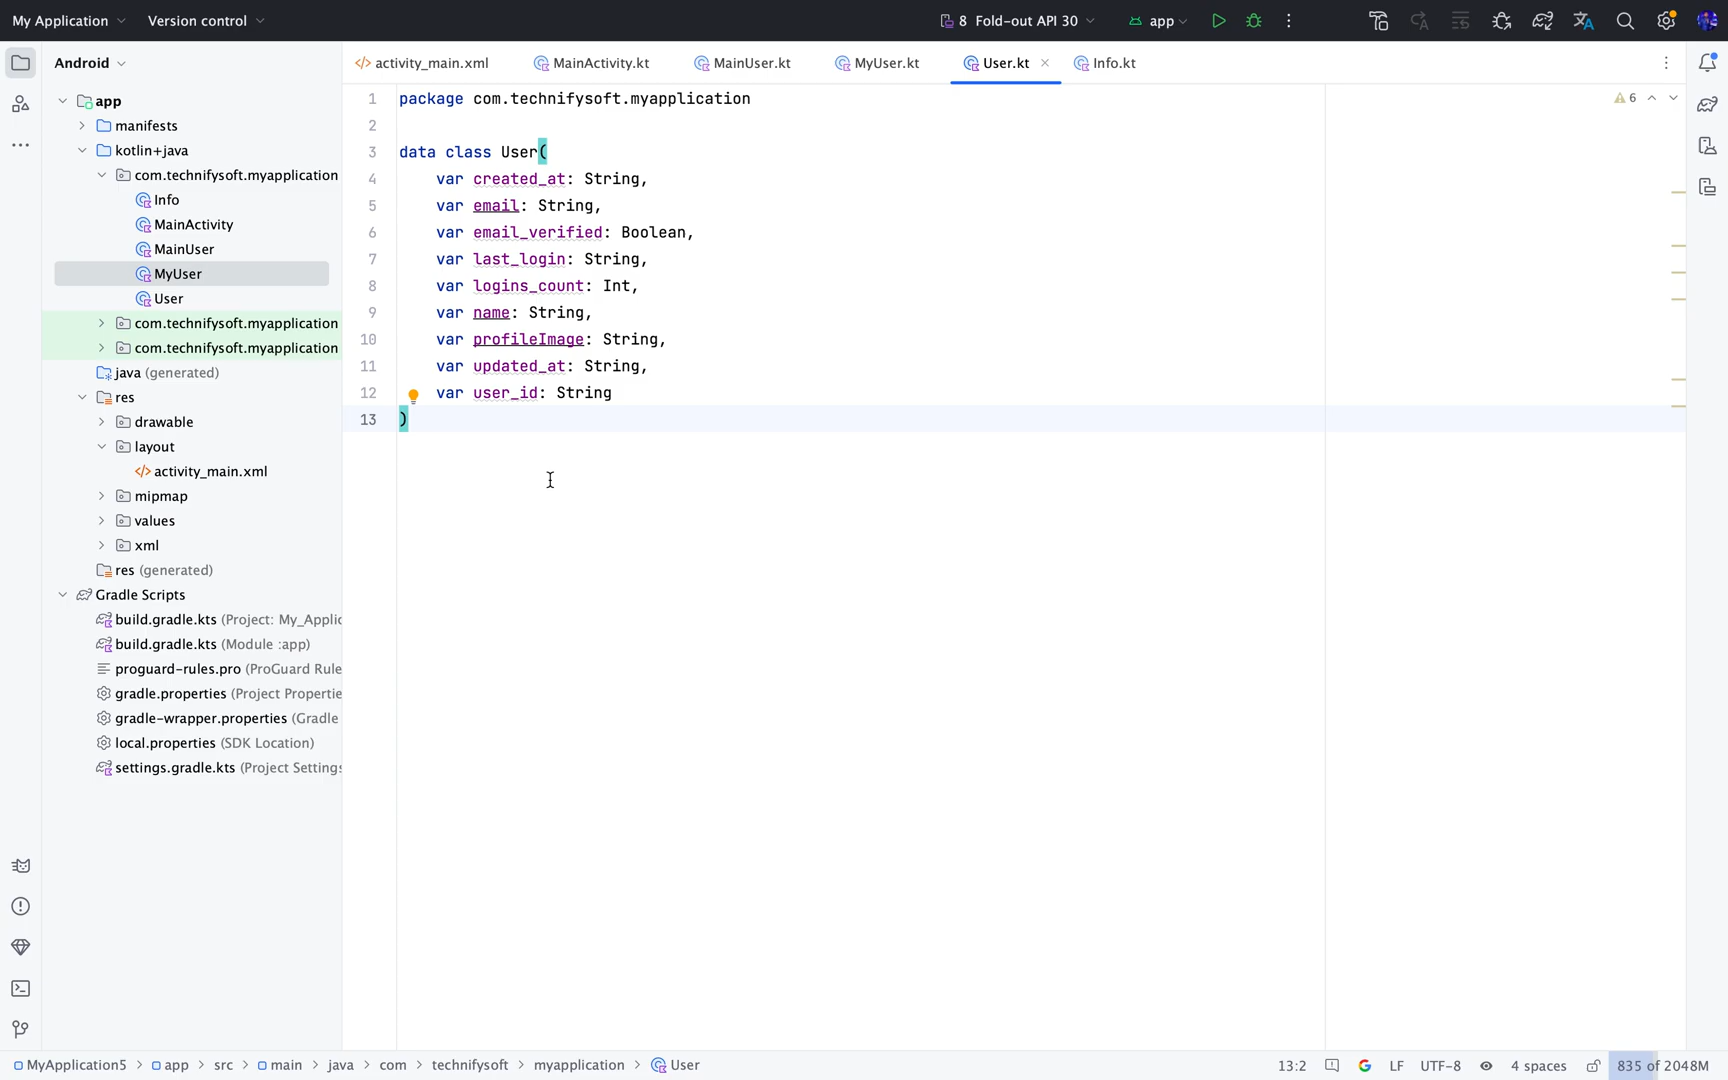 My Application
Version control
8 Fold-out API 30
app
Android
activity_main.xml
MainActivity.kt
MainUser.kt
MyUser.kt
User.kt
Info.kt
app
manifests
kotlin+java
com.technifysoft.myapplication
Info
MainActivity
MainUser
MyUser
User
com.technifysoft.myapplication
com.technifysoft.myapplication
java (generated)
res
drawable
layout
activity_main.xml
mipmap
values
xml
res (generated)
Gradle Scripts
build.gradle.kts (Project: My_Applic
build.gradle.kts (Module :app)
proguard-rules.pro (ProGuard Rule
gradle.properties (Project Propertie
gradle-wrapper.properties (Gradle
local.properties (SDK Location)
settings.gradle.kts (Project Settings
6
1 package com.technifysoft.myapplication
2
3 data class User(
4 var created_at: String,
5 var email: String,
6 var email_verified: Boolean,
7 var last_login: String,
8 var logins_count: Int,
9 var name: String,
10 var profileImage: String,
11 var updated_at: String,
12 var user_id: String
13 )
MyApplication5 > app > src > main > java > com > technifysoft > myapplication > User
13:2
LF
UTF-8
4 spaces
835 of 2048M